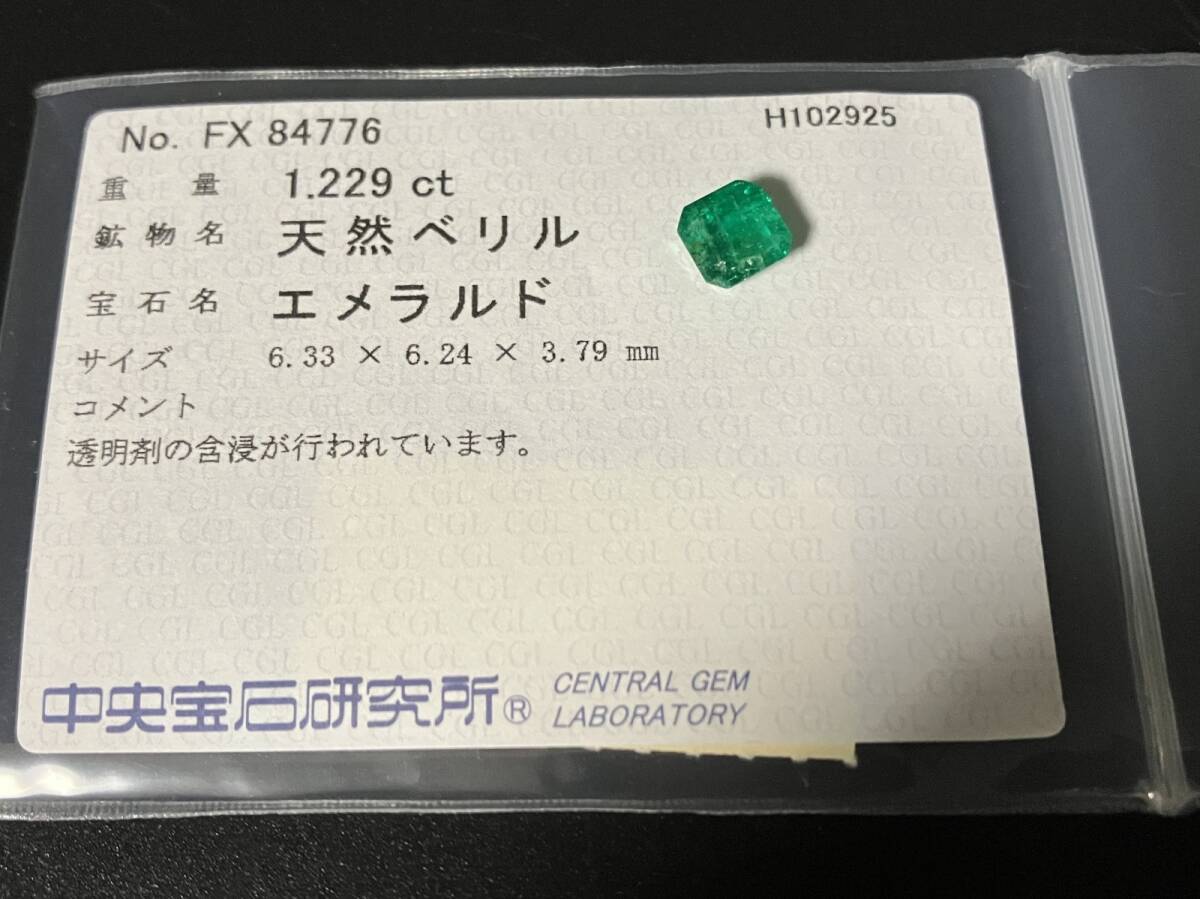 No. FX 84776 H102925
重 量 1.229 ct
鉱物名 天然ベリル
宝石名 エメラルド
サイズ 6.33 × 6.24 × 3.79 mm
コメント
透明剤の含浸が行われています。
中央宝石研究所® CENTRAL GEM
LABORATORY